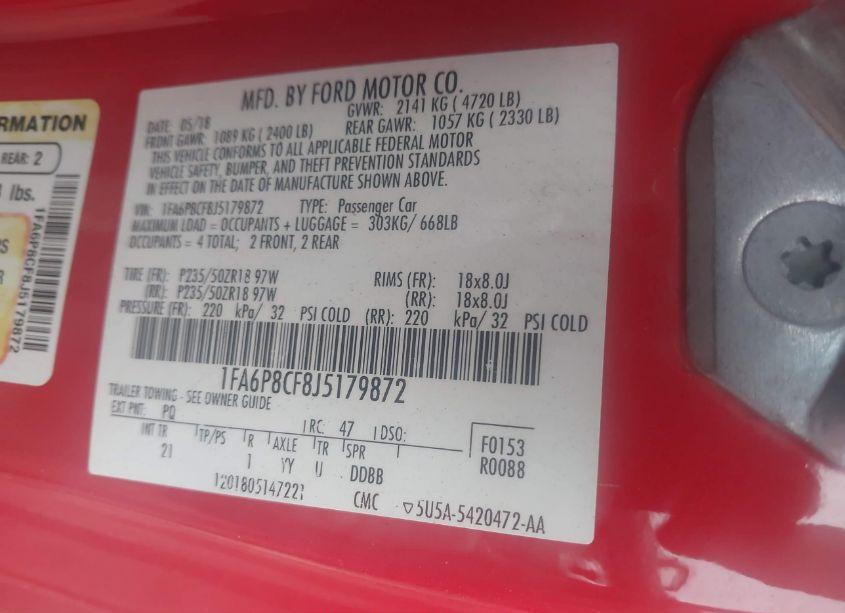 ORMATION
REAR: 2
lbs.
1FA6P8CF8J5179872
MFD. BY FORD MOTOR CO.
DATE: 05/18 GVWR: 2141 KG ( 4720 LB)
FRONT GAWR: 1089 KG ( 2400 LB) REAR GAWR: 1057 KG ( 2330 LB)
THIS VEHICLE CONFORMS TO ALL APPLICABLE FEDERAL MOTOR
VEHICLE SAFETY, BUMPER, AND THEFT PREVENTION STANDARDS
IN EFFECT ON THE DATE OF MANUFACTURE SHOWN ABOVE.
VIN: 1FA6P8CF8J5179872 TYPE: Passenger Car
MAXIMUM LOAD = OCCUPANTS + LUGGAGE = 303KG/ 668LB
OCCUPANTS = 4 TOTAL; 2 FRONT, 2 REAR
TIRE (FR): P235/50ZR18 97W RIMS (FR): 18x8.0J
(RR): P235/50ZR18 97W (RR): 18x8.0J
PRESSURE (FR): 220 kPa/ 32 PSI COLD (RR): 220 kPa/ 32 PSI COLD
1FA6P8CF8J5179872
TRAILER TOWING - SEE OWNER GUIDE
EXT PNT: PQ RC: 47 DSO: F0153
INT TR TP/PS R AXLE TR SPR R0088
21 1 YY U DDBB
1201805147221 CMC ▽5U5A-5420472-AA